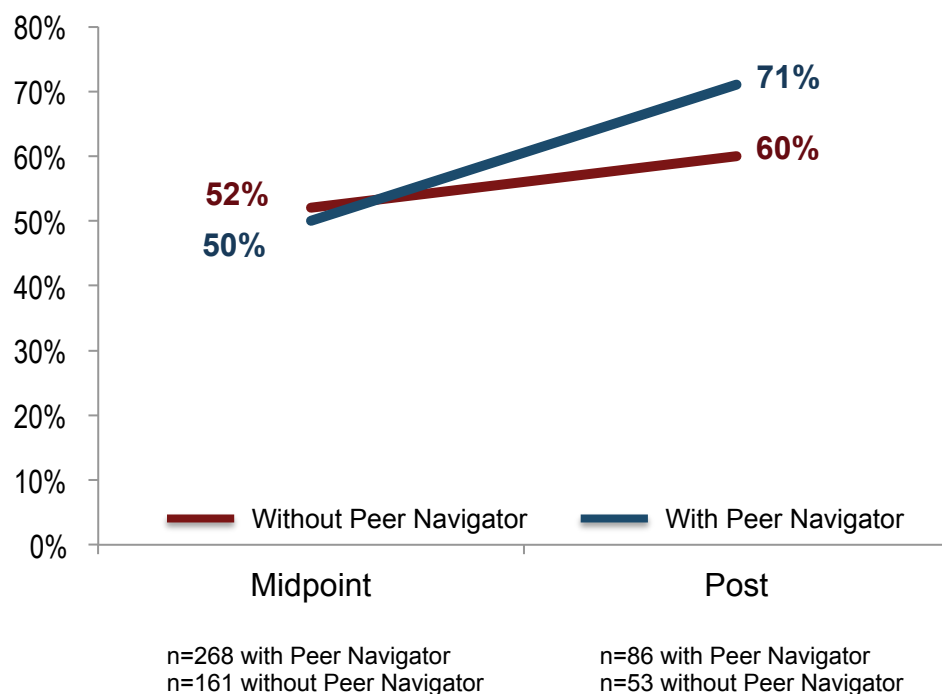 80%
70%
71%
60%
60%
52%
50%
50%
40%
30%
20%
10%
Without Peer Navigator
With Peer Navigator
0%
Midpoint
Post
n=268 with Peer Navigator
n=86 with Peer Navigator
n=161 without Peer Navigator
n=53 without Peer Navigator